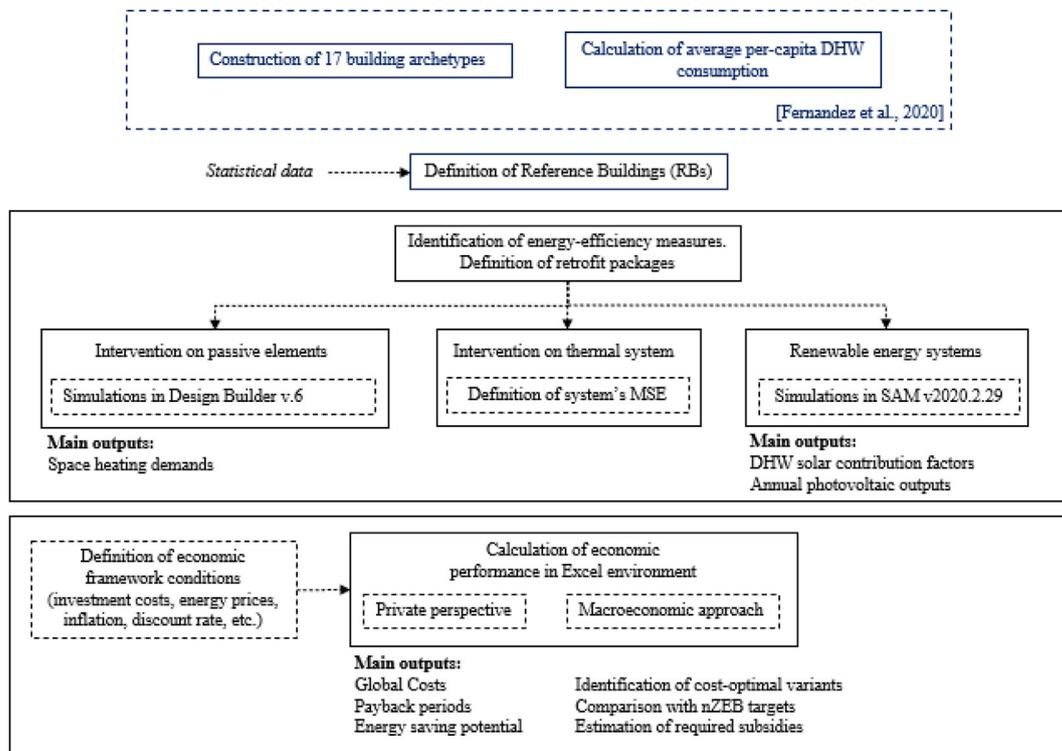 Construction of 17 building archetypes
Calculation of average per-capita DHW
consumption
[Fernandez et al., 2020]
Statistical data
Definition of Reference Buildings (RBs)
Identification of energy-efficiency measures.
Definition of retrofit packages
Intervention on passive elements
Simulations in Design Builder v.6
Main outputs:
Space heating demands
Intervention on thermal system
Definition of system's MSE
Renewable energy systems
Simulations in SAM v2020.2.29
Main outputs:
DHW solar contribution factors
Annual photovoltaic outputs
Definition of economic
framework conditions
(investment costs, energy prices,
inflation, discount rate, etc.)
Calculation of economic
performance in Excel environment
Private perspective
Macroeconomic approach
Main outputs:
Global Costs
Payback periods
Energy saving potential
Identification of cost-optimal variants
Comparison with nZEB targets
Estimation of required subsidies